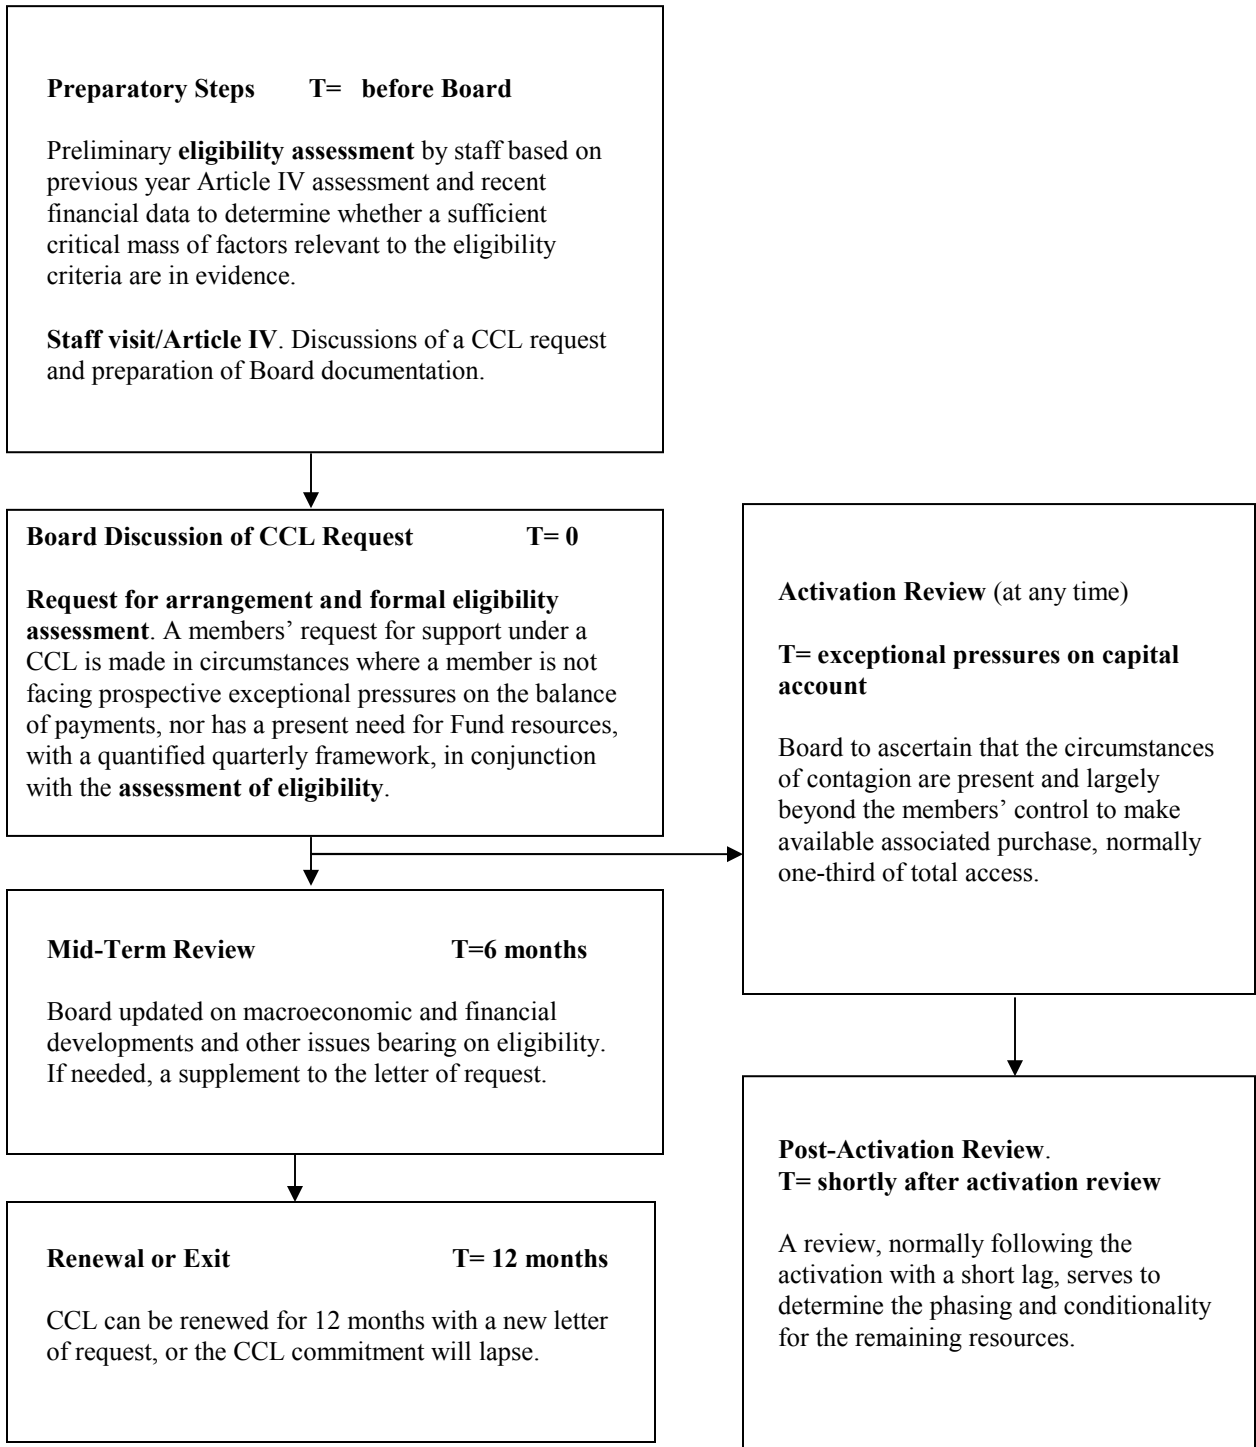 Preparatory Steps T= before Board
Preliminary eligibility assessment by staff based on
previous year Article IV assessment and recent
financial data to determine whether a sufficient
critical mass of factors relevant to the eligibility
criteria are in evidence.
Staff visit/Article IV. Discussions of a CCL request
and preparation of Board documentation.
Board Discussion of CCL Request T= 0
Request for arrangement and formal eligibility
assessment. A members’ request for support under a
CCL is made in circumstances where a member is not
facing prospective exceptional pressures on the balance
of payments, nor has a present need for Fund resources,
with a quantified quarterly framework, in conjunction
with the assessment of eligibility.
Mid-Term Review T=6 months
Board updated on macroeconomic and financial
developments and other issues bearing on eligibility.
If needed, a supplement to the letter of request.
Renewal or Exit T= 12 months
CCL can be renewed for 12 months with a new letter
of request, or the CCL commitment will lapse.
Activation Review (at any time)
T= exceptional pressures on capital
account
Board to ascertain that the circumstances
of contagion are present and largely
beyond the members’ control to make
available associated purchase, normally
one-third of total access.
Post-Activation Review.
T= shortly after activation review
A review, normally following the
activation with a short lag, serves to
determine the phasing and conditionality
for the remaining resources.